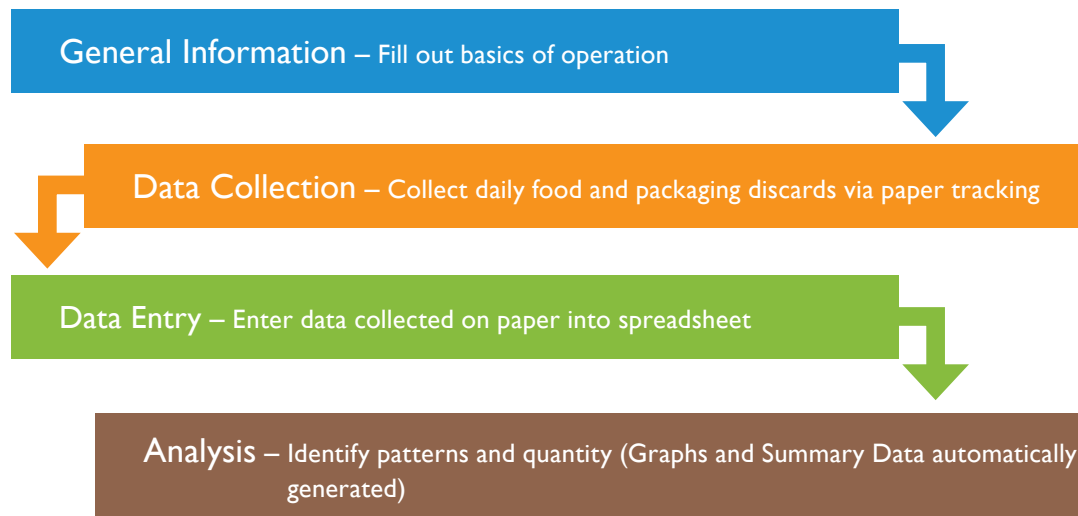 General Information – Fill out basics of operation
Data Collection – Collect daily food and packaging discards via paper tracking
Data Entry – Enter data collected on paper into spreadsheet
Analysis – Identify patterns and quantity (Graphs and Summary Data automatically
generated)